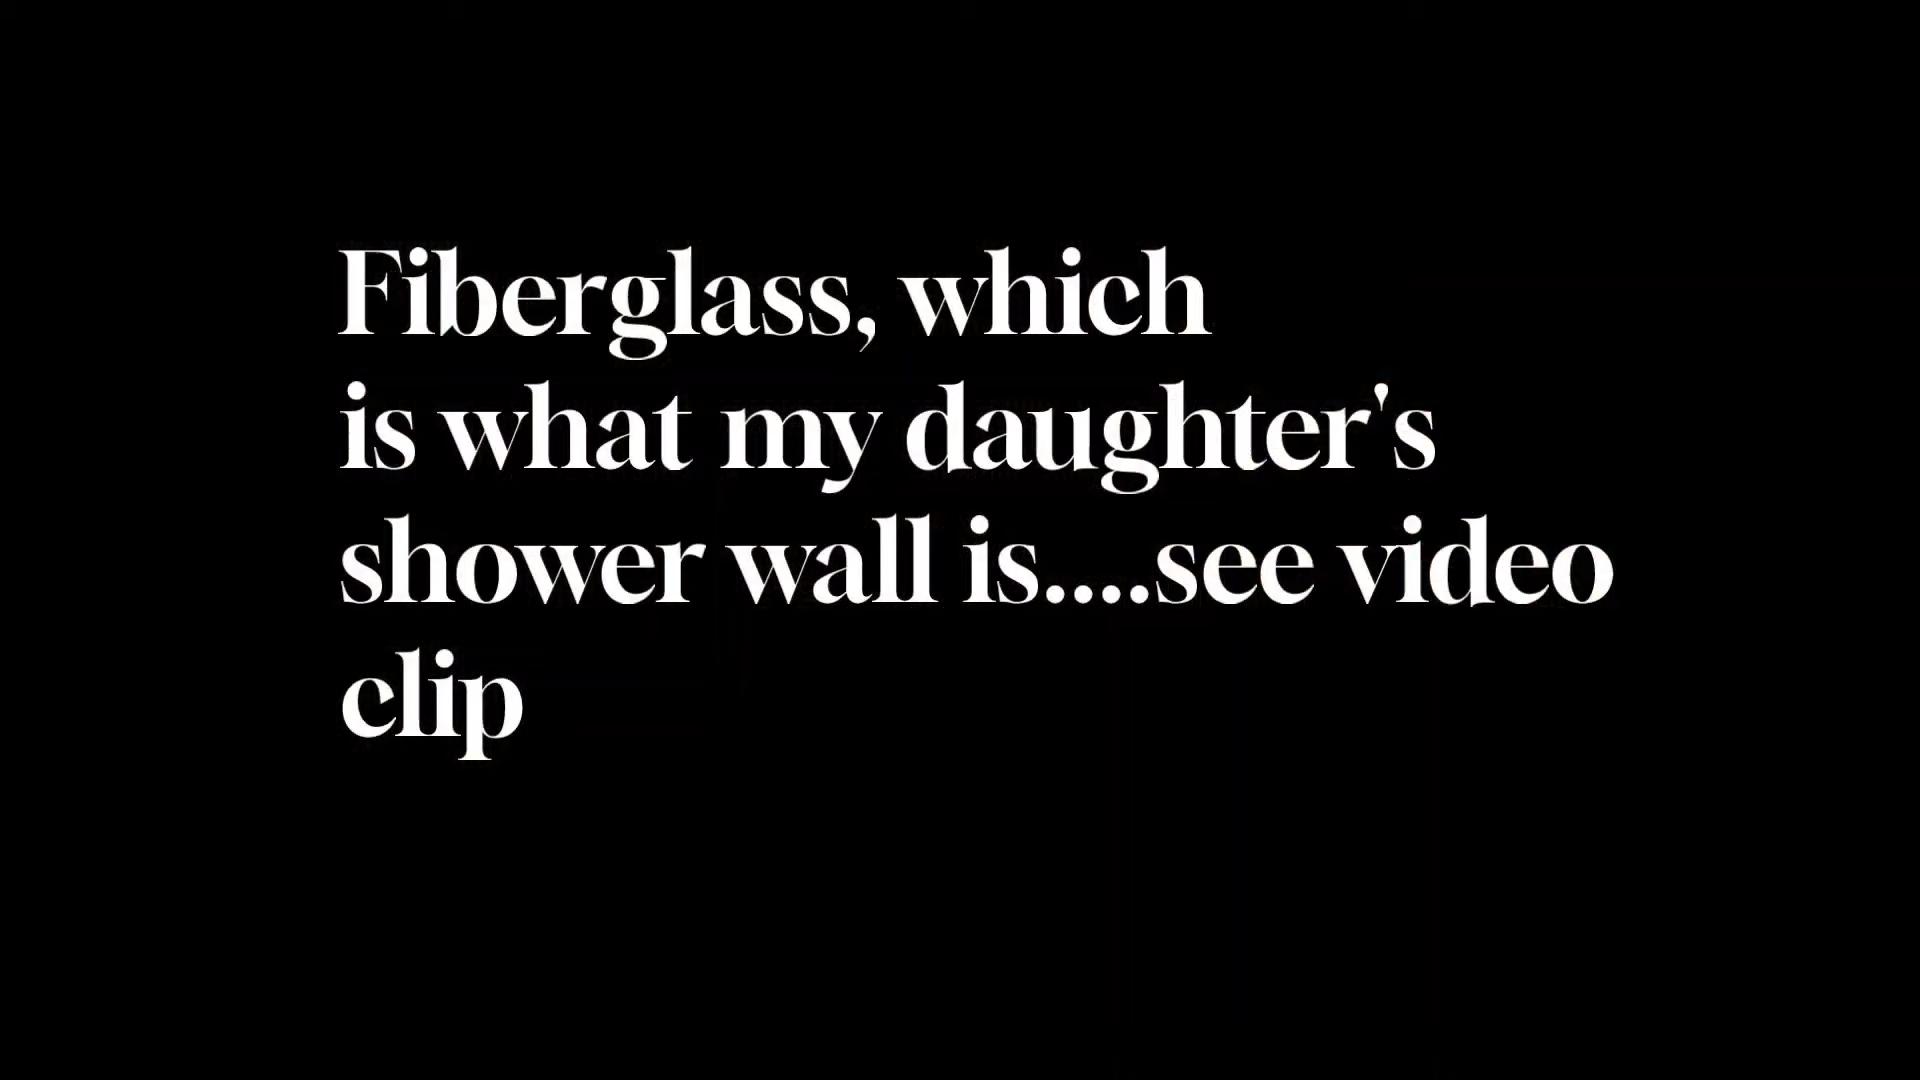 Fiberglass, which
is what my daughter's
shower wall is....see video
clip